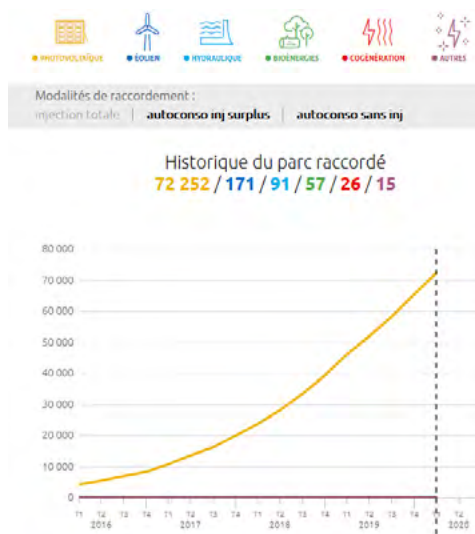 PHOTOVOLTAÏQUE ÉOLIEN HYDRAULIQUE BIOÉNERGIES COGÉNÉRATION AUTRES
Modalités de raccordement :
injection totale | autoconso inj surplus | autoconso sans inj
Historique du parc raccordé
72 252 / 171 / 91 / 57 / 26 / 15
80 000
70 000
60 000
50 000
40 000
30 000
20 000
10 000
0
T1 T2 T3 T4 T1 T2 T3 T4 T1 T2 T3 T4 T1 T2 T3 T4 T1 T2
2016 2017 2018 2019 2020